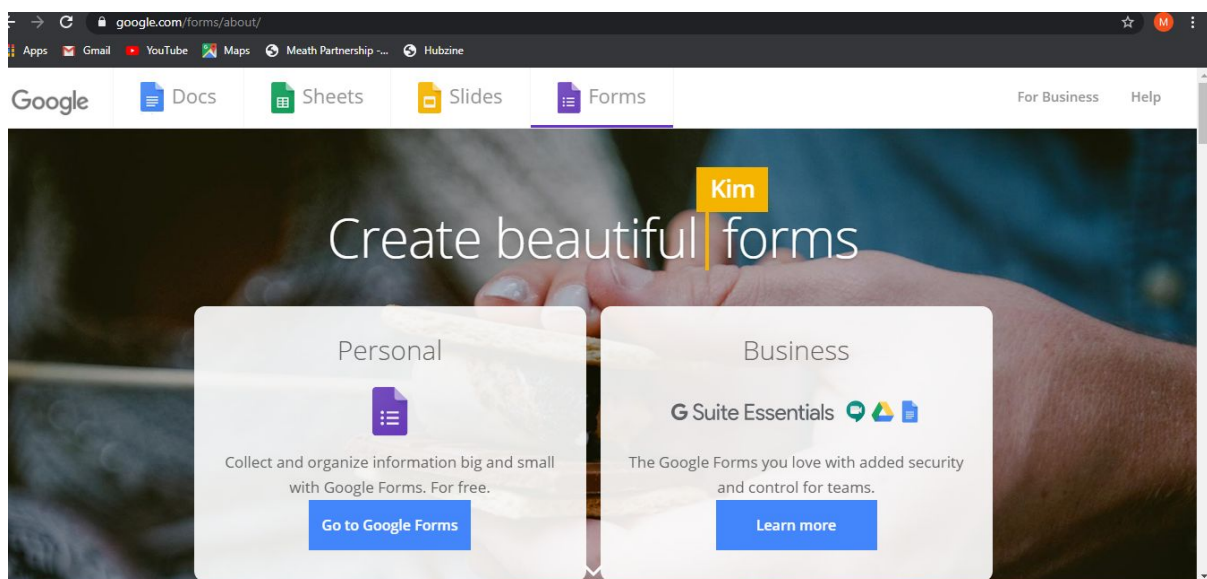 google.com/forms/about/
M
Apps Gmail YouTube Maps Meath Partnership -... Hubzine
Google Docs Sheets Slides Forms For Business Help
Kim
Create beautiful forms
Personal
Collect and organize information big and small
with Google Forms. For free.
Go to Google Forms
Business
G Suite Essentials
The Google Forms you love with added security
and control for teams.
Learn more